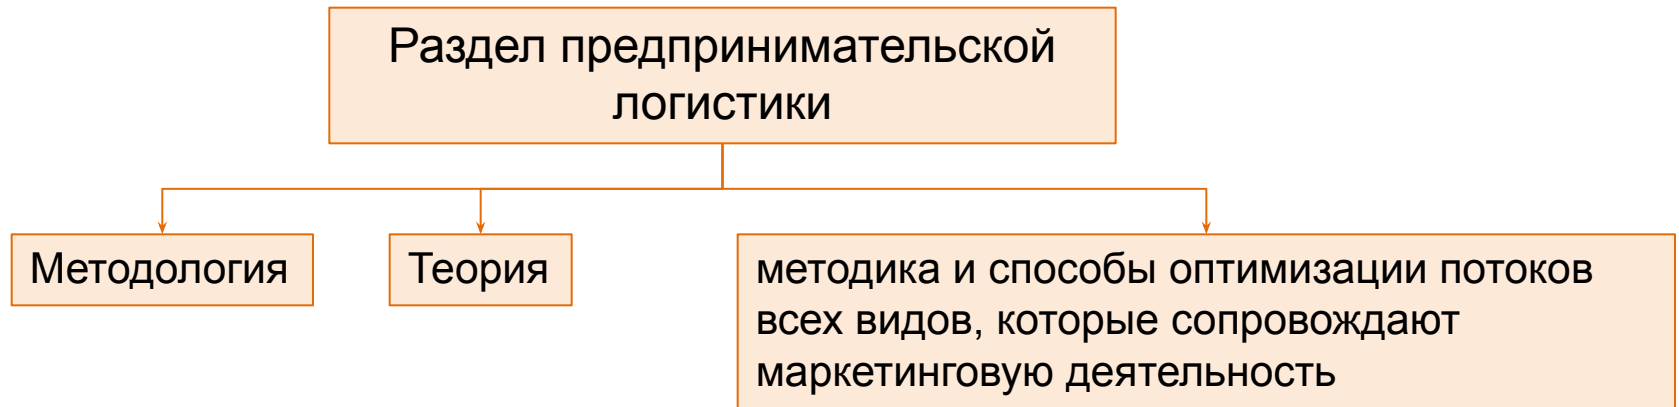 Раздел предпринимательской
логистики
Методология
Теория
методика и способы оптимизации потоков
всех видов, которые сопровождают
маркетинговую деятельность